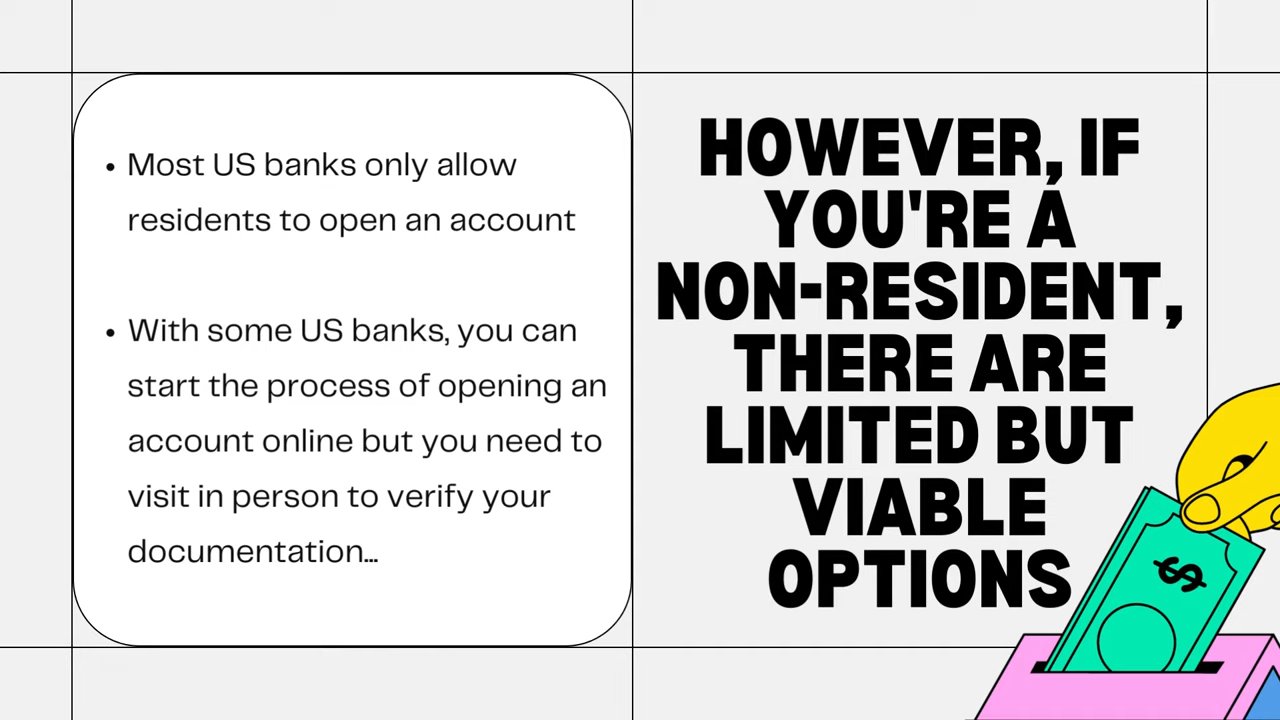 • Most US banks only allow
residents to open an account
• With some US banks, you can
start the process of opening an
account online but you need to
visit in person to verify your
documentation...
HOWEVER, IF
YOU'RE A
NON-RESIDENT,
THERE ARE
LIMITED BUT
VIABLE
OPTIONS
$